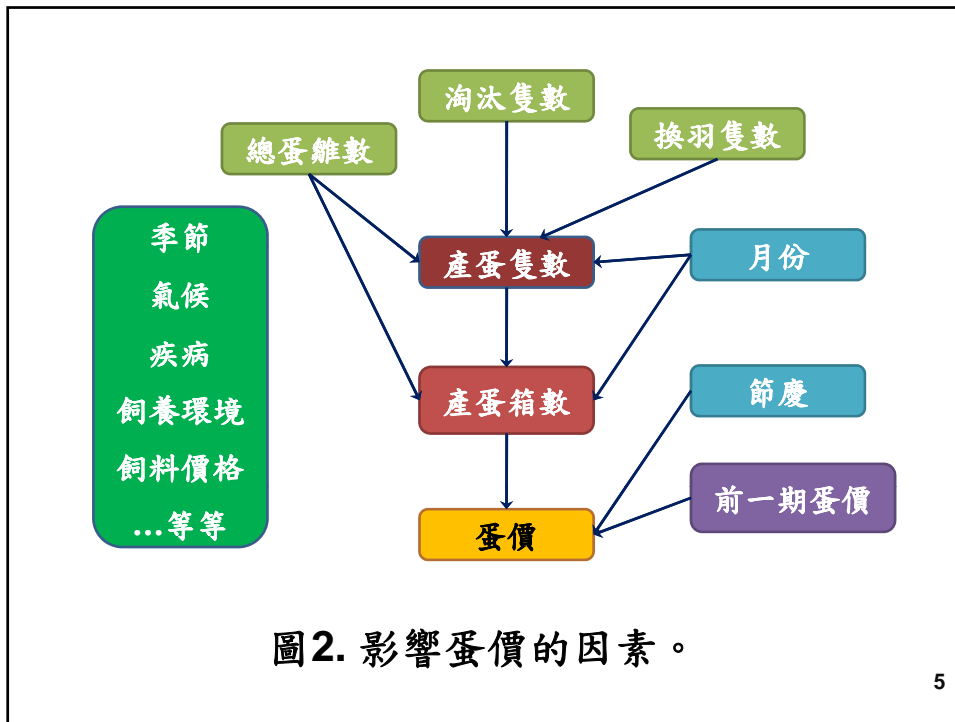 淘汰隻數
總蛋雛數
換羽隻數
季節
氣候
疾病
飼養環境
飼料價格
...等等
產蛋隻數
月份
產蛋箱數
節慶
前一期蛋價
蛋價
圖2. 影響蛋價的因素。
5